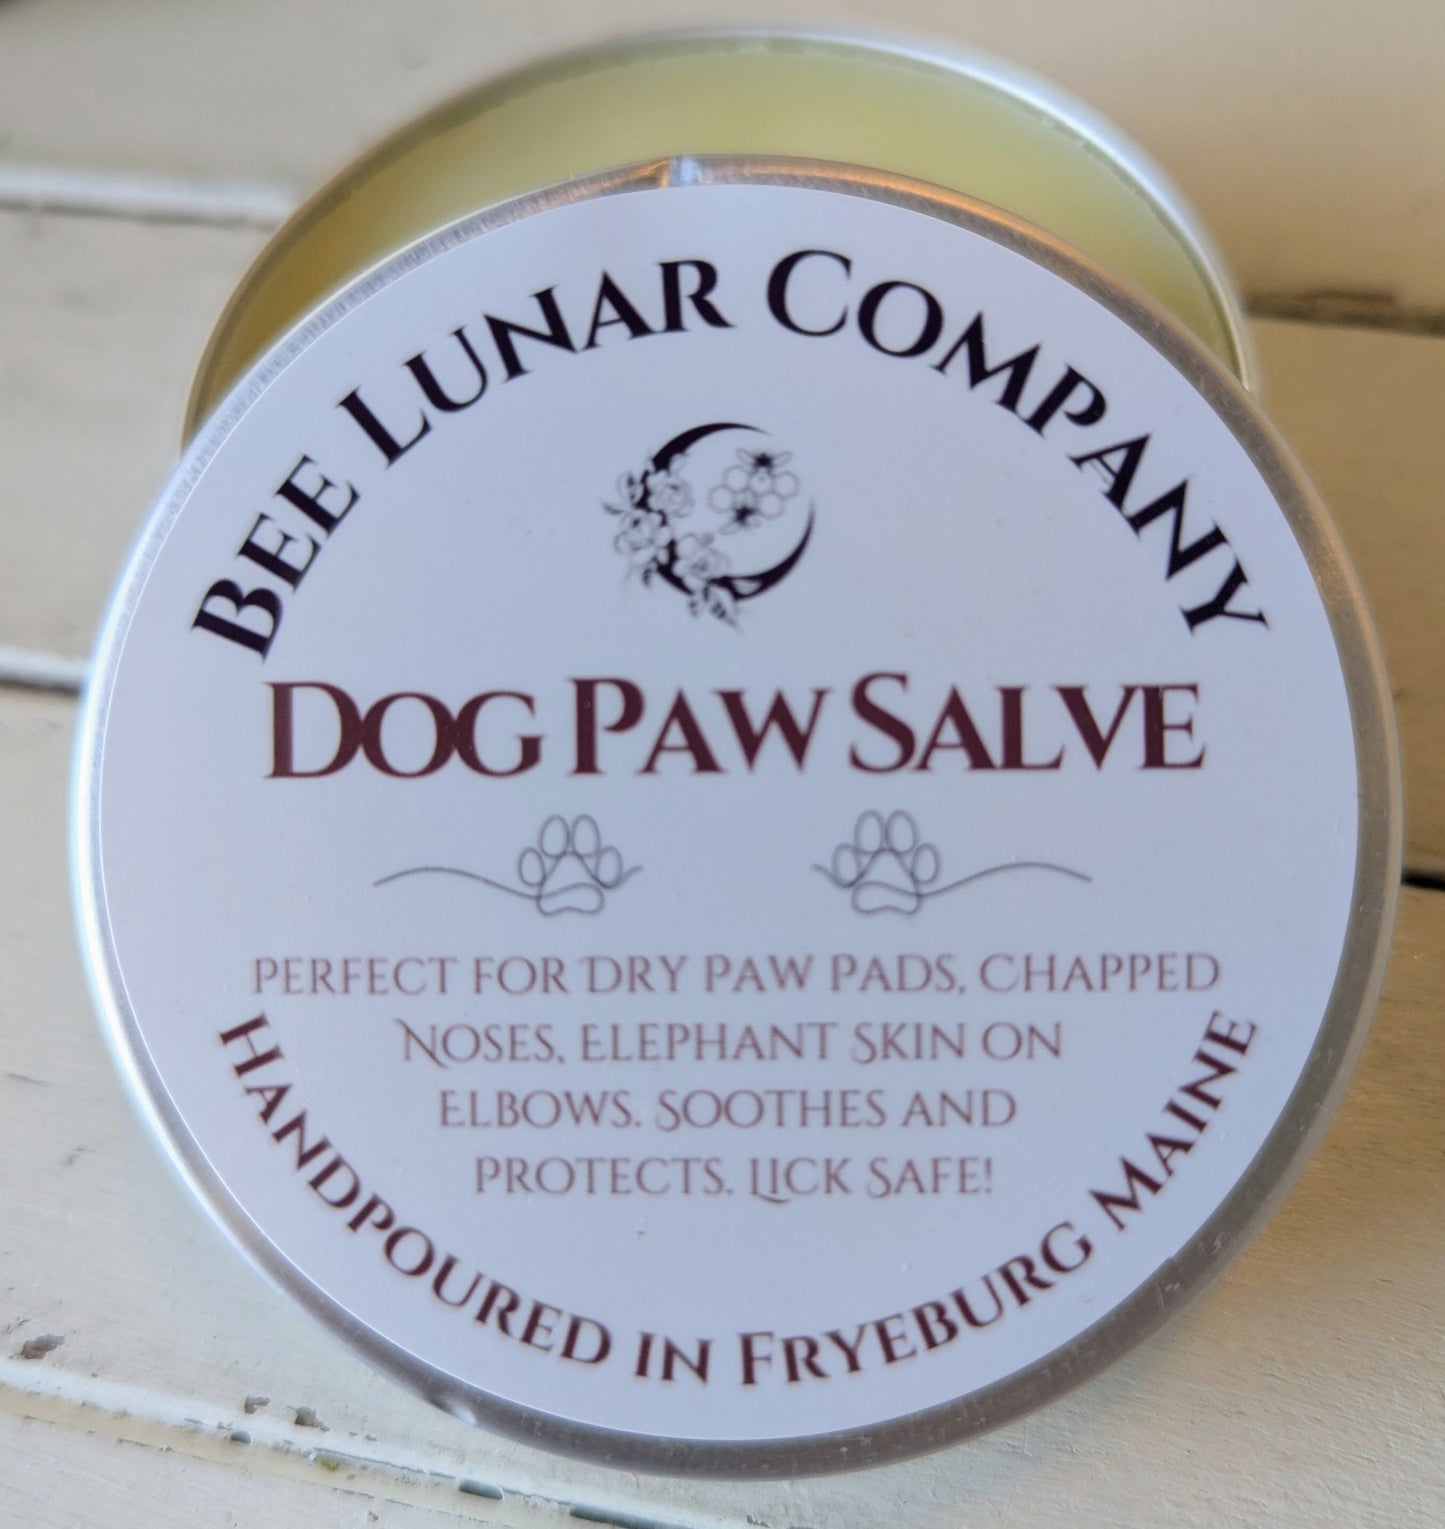 Bee Lunar Company
Dog Paw Salve
Perfect for Dry Paw Pads, Chapped
Noses, Elephant Skin on
Elbows. Soothes and
Protects. Lick Safe!
Handpoured in Fryeburg Maine